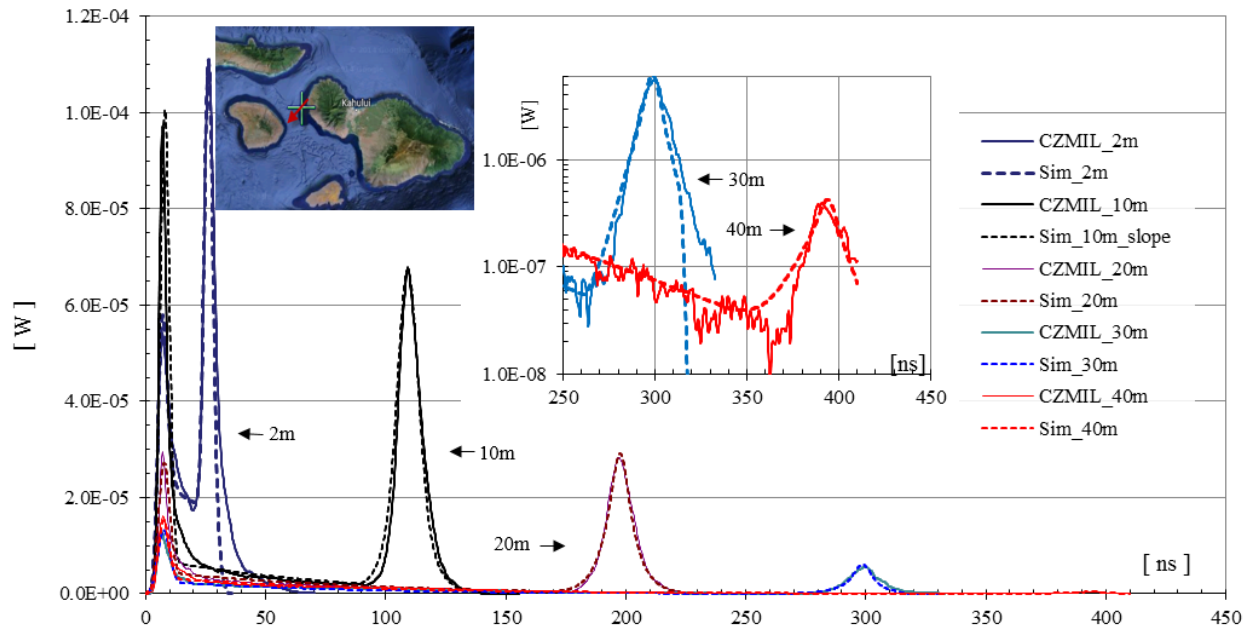 1.2E-04
1.0E-04
8.0E-05
6.0E-05
4.0E-05
2.0E-05
0.0E+00
[ W ]
0 50 100 150 200 250 300 350 400 450
[ ns ]
Kahului
2m
10m
20m
[W]
1.0E-06
1.0E-07
1.0E-08
250 300 350 400 450
[ns]
30m
40m
CZMIL_2m
Sim_2m
CZMIL_10m
Sim_10m_slope
CZMIL_20m
Sim_20m
CZMIL_30m
Sim_30m
CZMIL_40m
Sim_40m